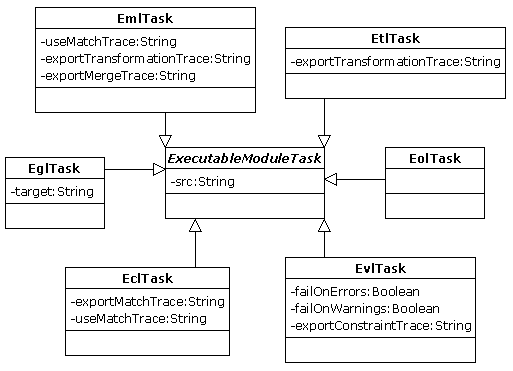 EmlTask
-useMatchTrace:String
-exportTransformationTrace:String
-exportMergeTrace:String
EtlTask
-exportTransformationTrace:String
ExecutableModuleTask
-src:String
EglTask
-target:String
EolTask
EclTask
-exportMatchTrace:String
-useMatchTrace:String
EvlTask
-failOnErrors:Boolean
-failOnWarnings:Boolean
-exportConstraintTrace:String